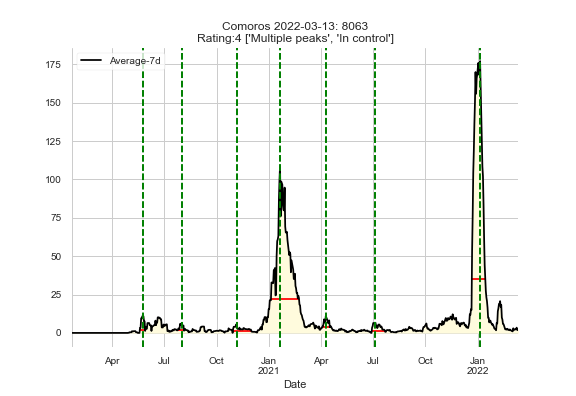 Comoros 2022-03-13: 8063
Rating:4 ['Multiple peaks', 'In control']
Average-7d
175
150
125
100
75
50
25
0
Apr
Jul
Oct
Jan
2021
Apr
Jul
Oct
Jan
2022
Date